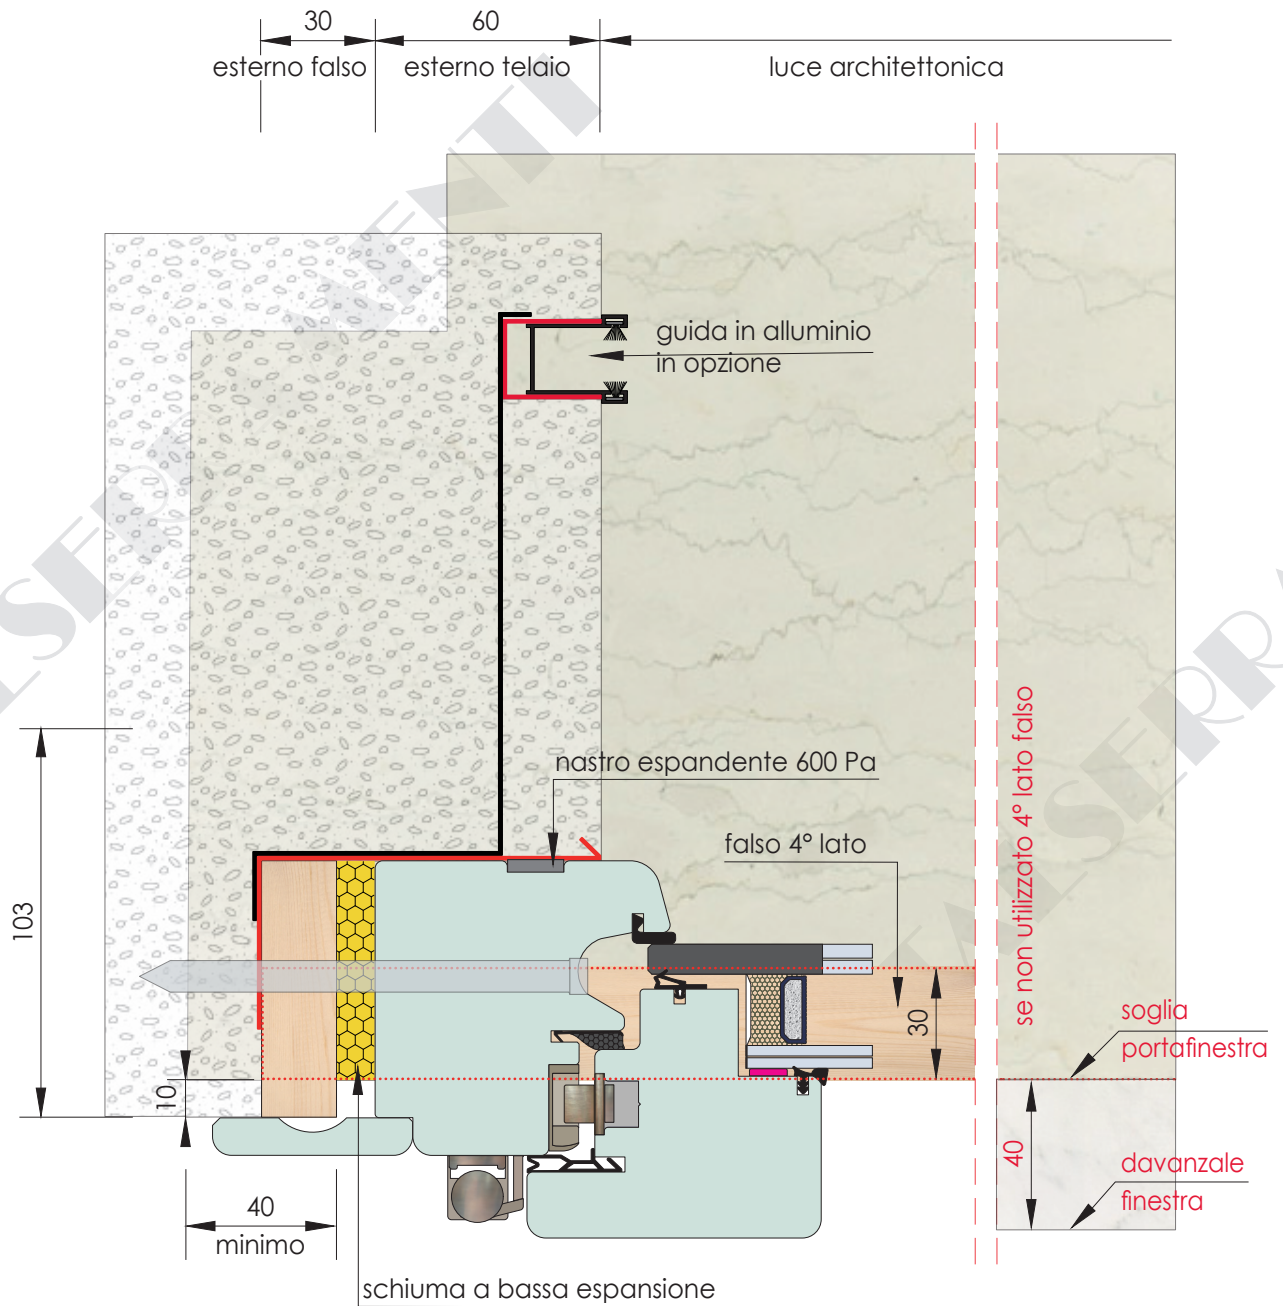 30
60
esterno falso
esterno telaio
luce architettonica
guida in alluminio
in opzione
nastro espandente 600 Pa
falso 4° lato
se non utilizzato 4° lato falso
103
30
soglia
portafinestra
10
40
davanzale
finestra
40
minimo
schiuma a bassa espansione